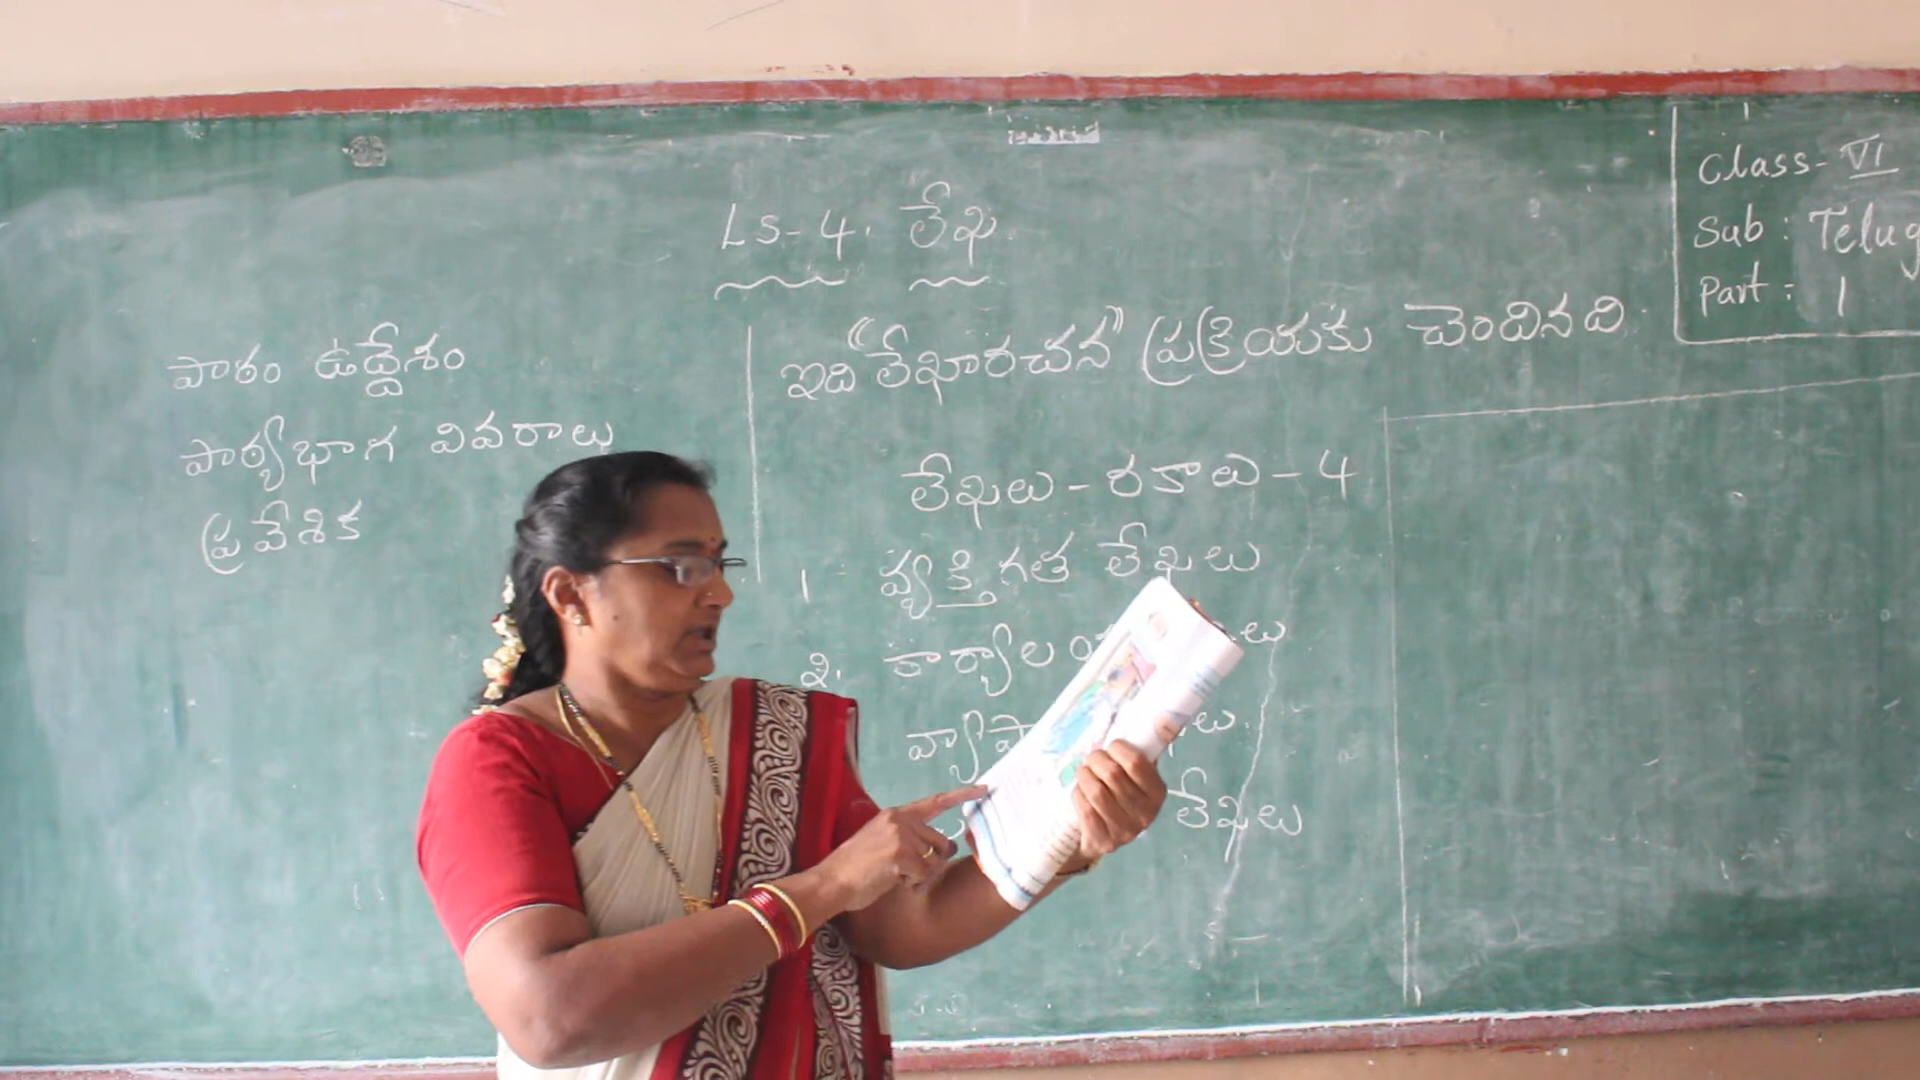 LS-4. లేఖ
Class- VI
Sub : Telug
Part : 1
పాఠం ఉద్దేశం
పాఠ్యభాగ వివరాలు
ప్రవేశిక
ఇది "లేఖారచన" ప్రక్రియకు చెందినది
లేఖలు - రకాలు - 4
1 వ్యక్తిగత లేఖలు
2. కార్యాల లు
వ్యాపా లు
లేఖలు